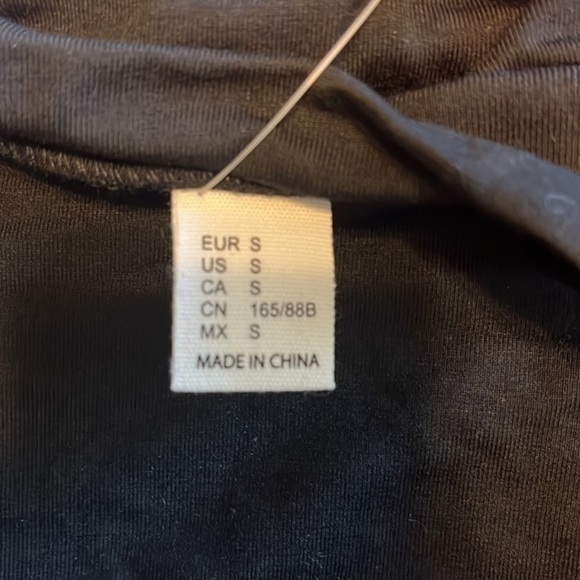 EUR S
US S
CA S
CN 165/88B
MX S
MADE IN CHINA